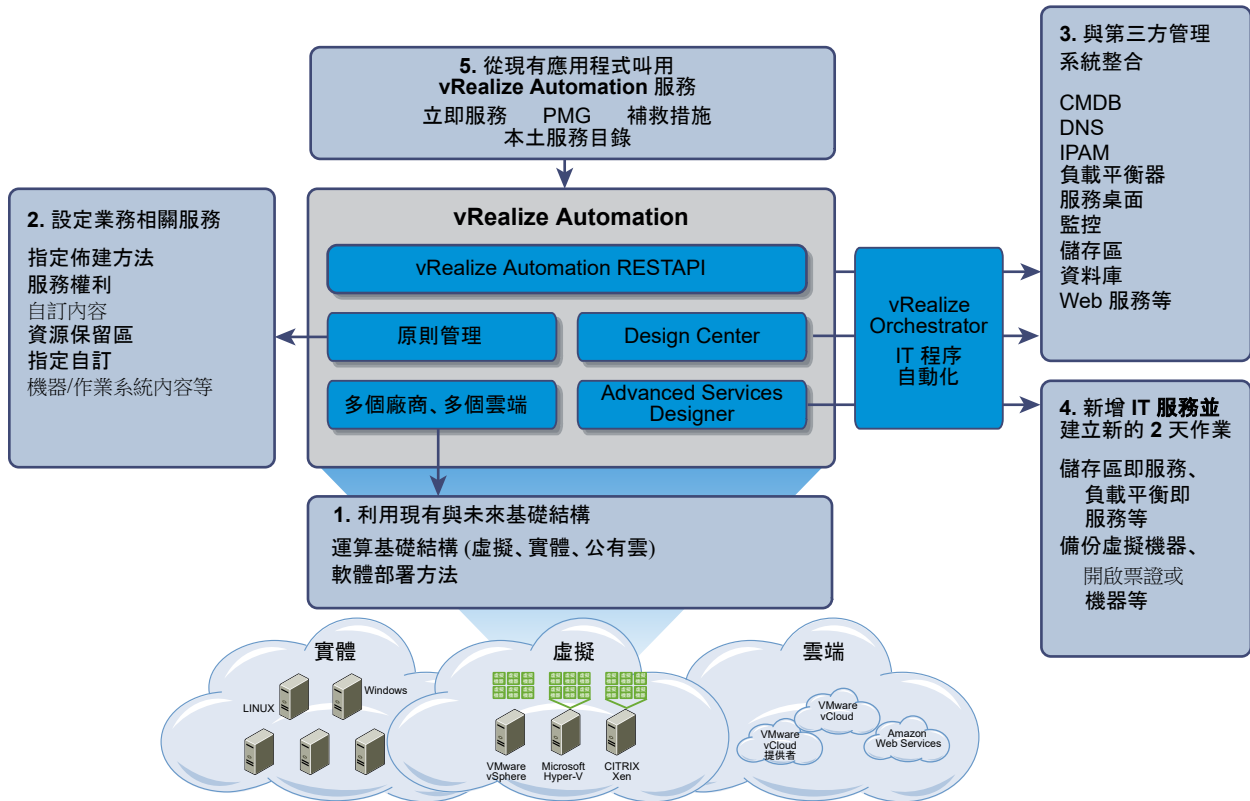 5. 從現有應用程式叫用
vRealize Automation 服務
立即服務 PMG 補救措施
本土服務目錄
3. 與第三方管理
系統整合
CMDB
DNS
IPAM
負載平衡器
服務桌面
監控
儲存區
資料庫
Web 服務等
2. 設定業務相關服務
指定佈建方法
服務權利
自訂內容
資源保留區
指定自訂
機器/作業系統內容等
vRealize Automation
vRealize Automation RESTAPI
原則管理
Design Center
多個廠商、多個雲端
Advanced Services
Designer
vRealize
Orchestrator
IT 程序
自動化
4. 新增 IT 服務並
建立新的 2 天作業
儲存區即服務、
負載平衡即
服務等
備份虛擬機器、
開啟票證或
機器等
1. 利用現有與未來基礎結構
運算基礎結構 (虛擬、實體、公有雲)
軟體部署方法
實體
LINUX
Windows
虛擬
VMware
vSphere
Microsoft
Hyper-V
CITRIX
Xen
雲端
VMware
vCloud
VMware
vCloud
提供者
Amazon
Web Services